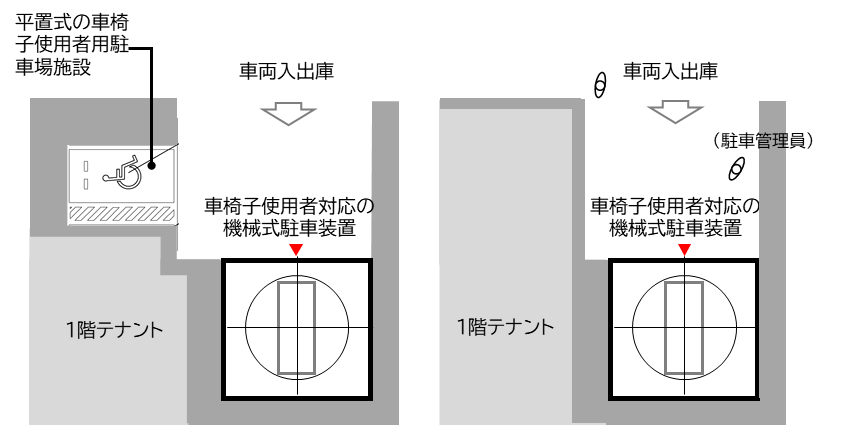 平置式の車椅
子使用者用駐
車場施設
車両入出庫
車椅子使用者対応の
機械式駐車装置
1階テナント
車両入出庫
（駐車管理員）
車椅子使用者対応の
機械式駐車装置
1階テナント